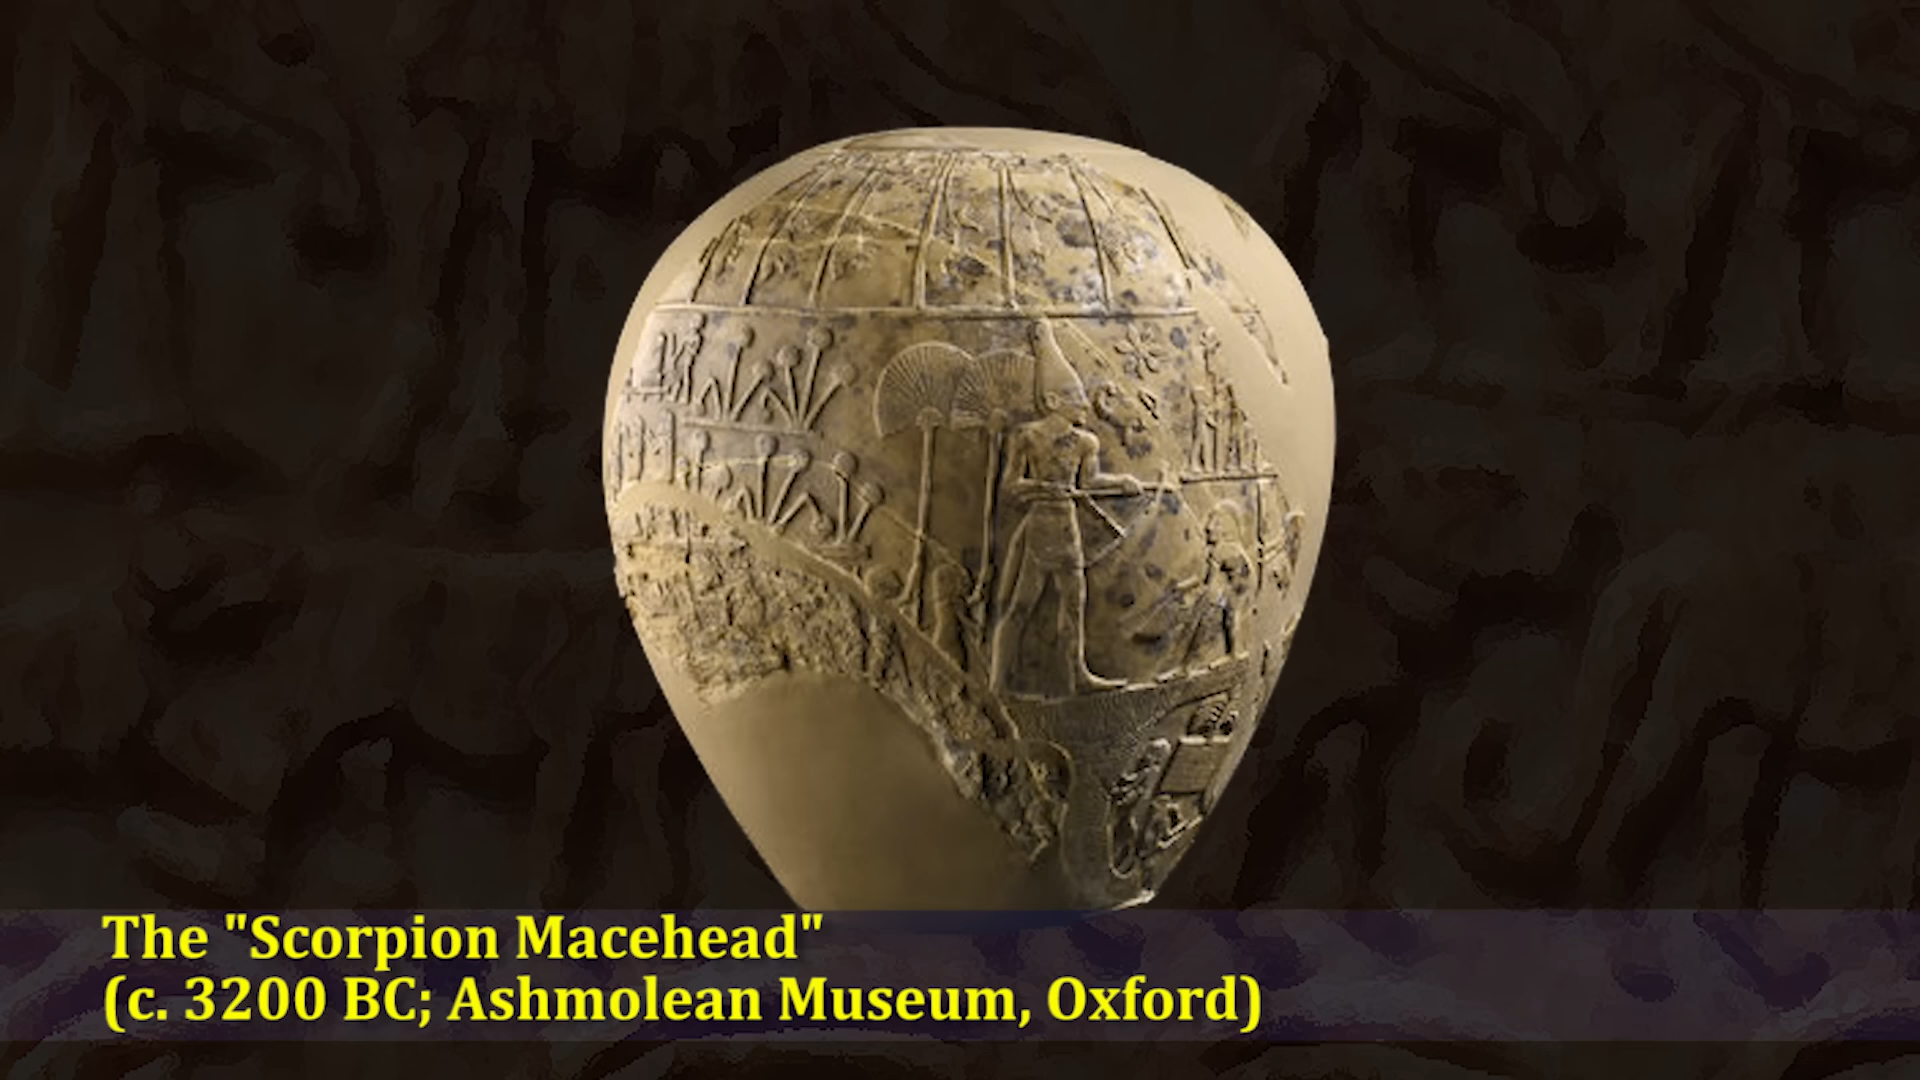 The "Scorpion Macehead"
(c. 3200 BC; Ashmolean Museum, Oxford)